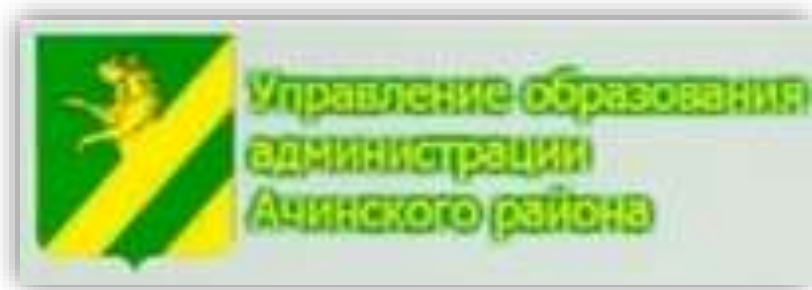 Управление образования
администрации
Ачинского района